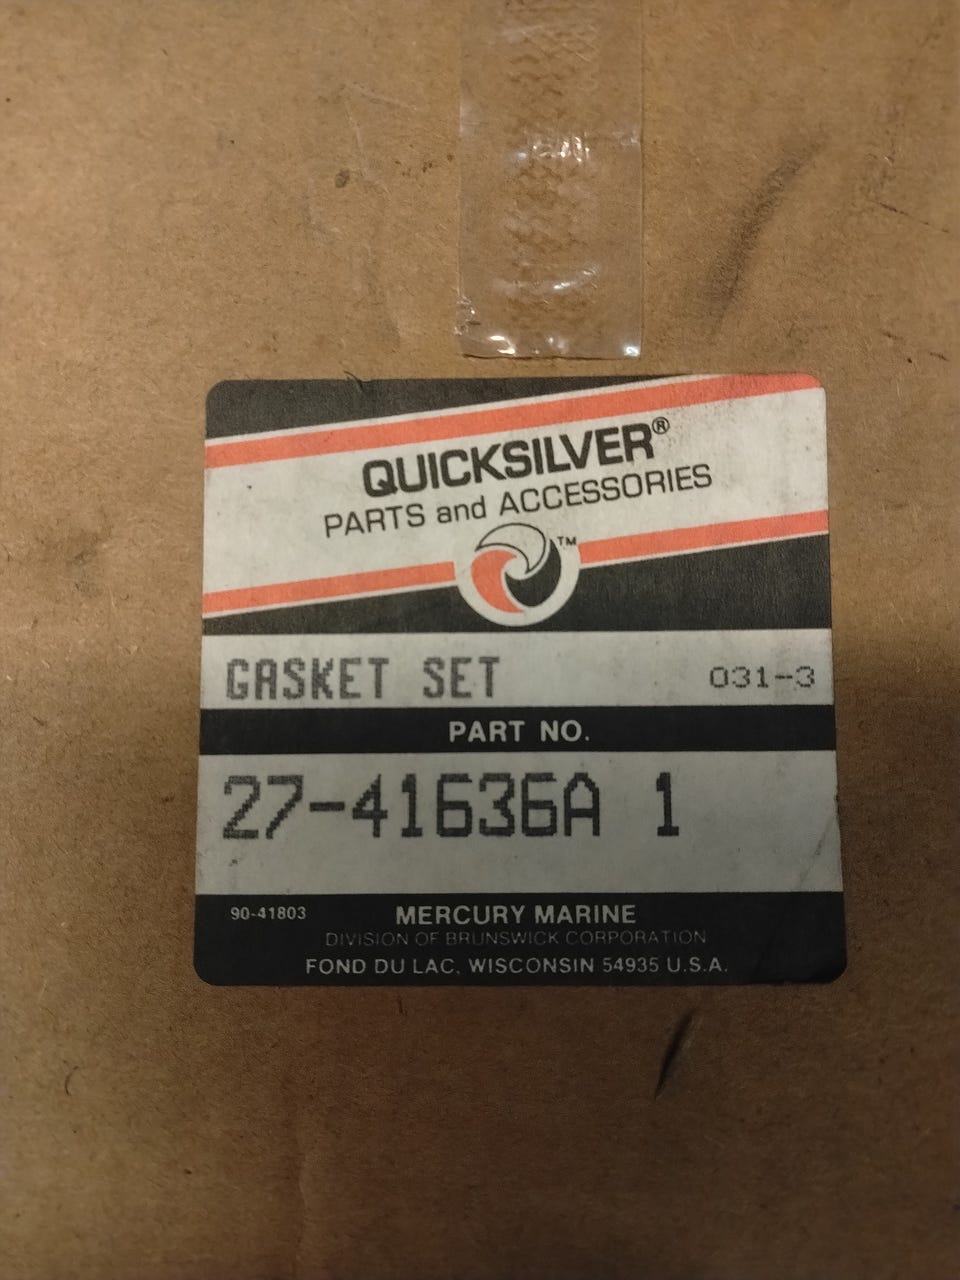 QUICKSILVER®
PARTS and ACCESSORIES
™
GASKET SET 031-3
PART NO.
27-41636A 1
90-41803 MERCURY MARINE
DIVISION OF BRUNSWICK CORPORATION
FOND DU LAC, WISCONSIN 54935 U.S.A.